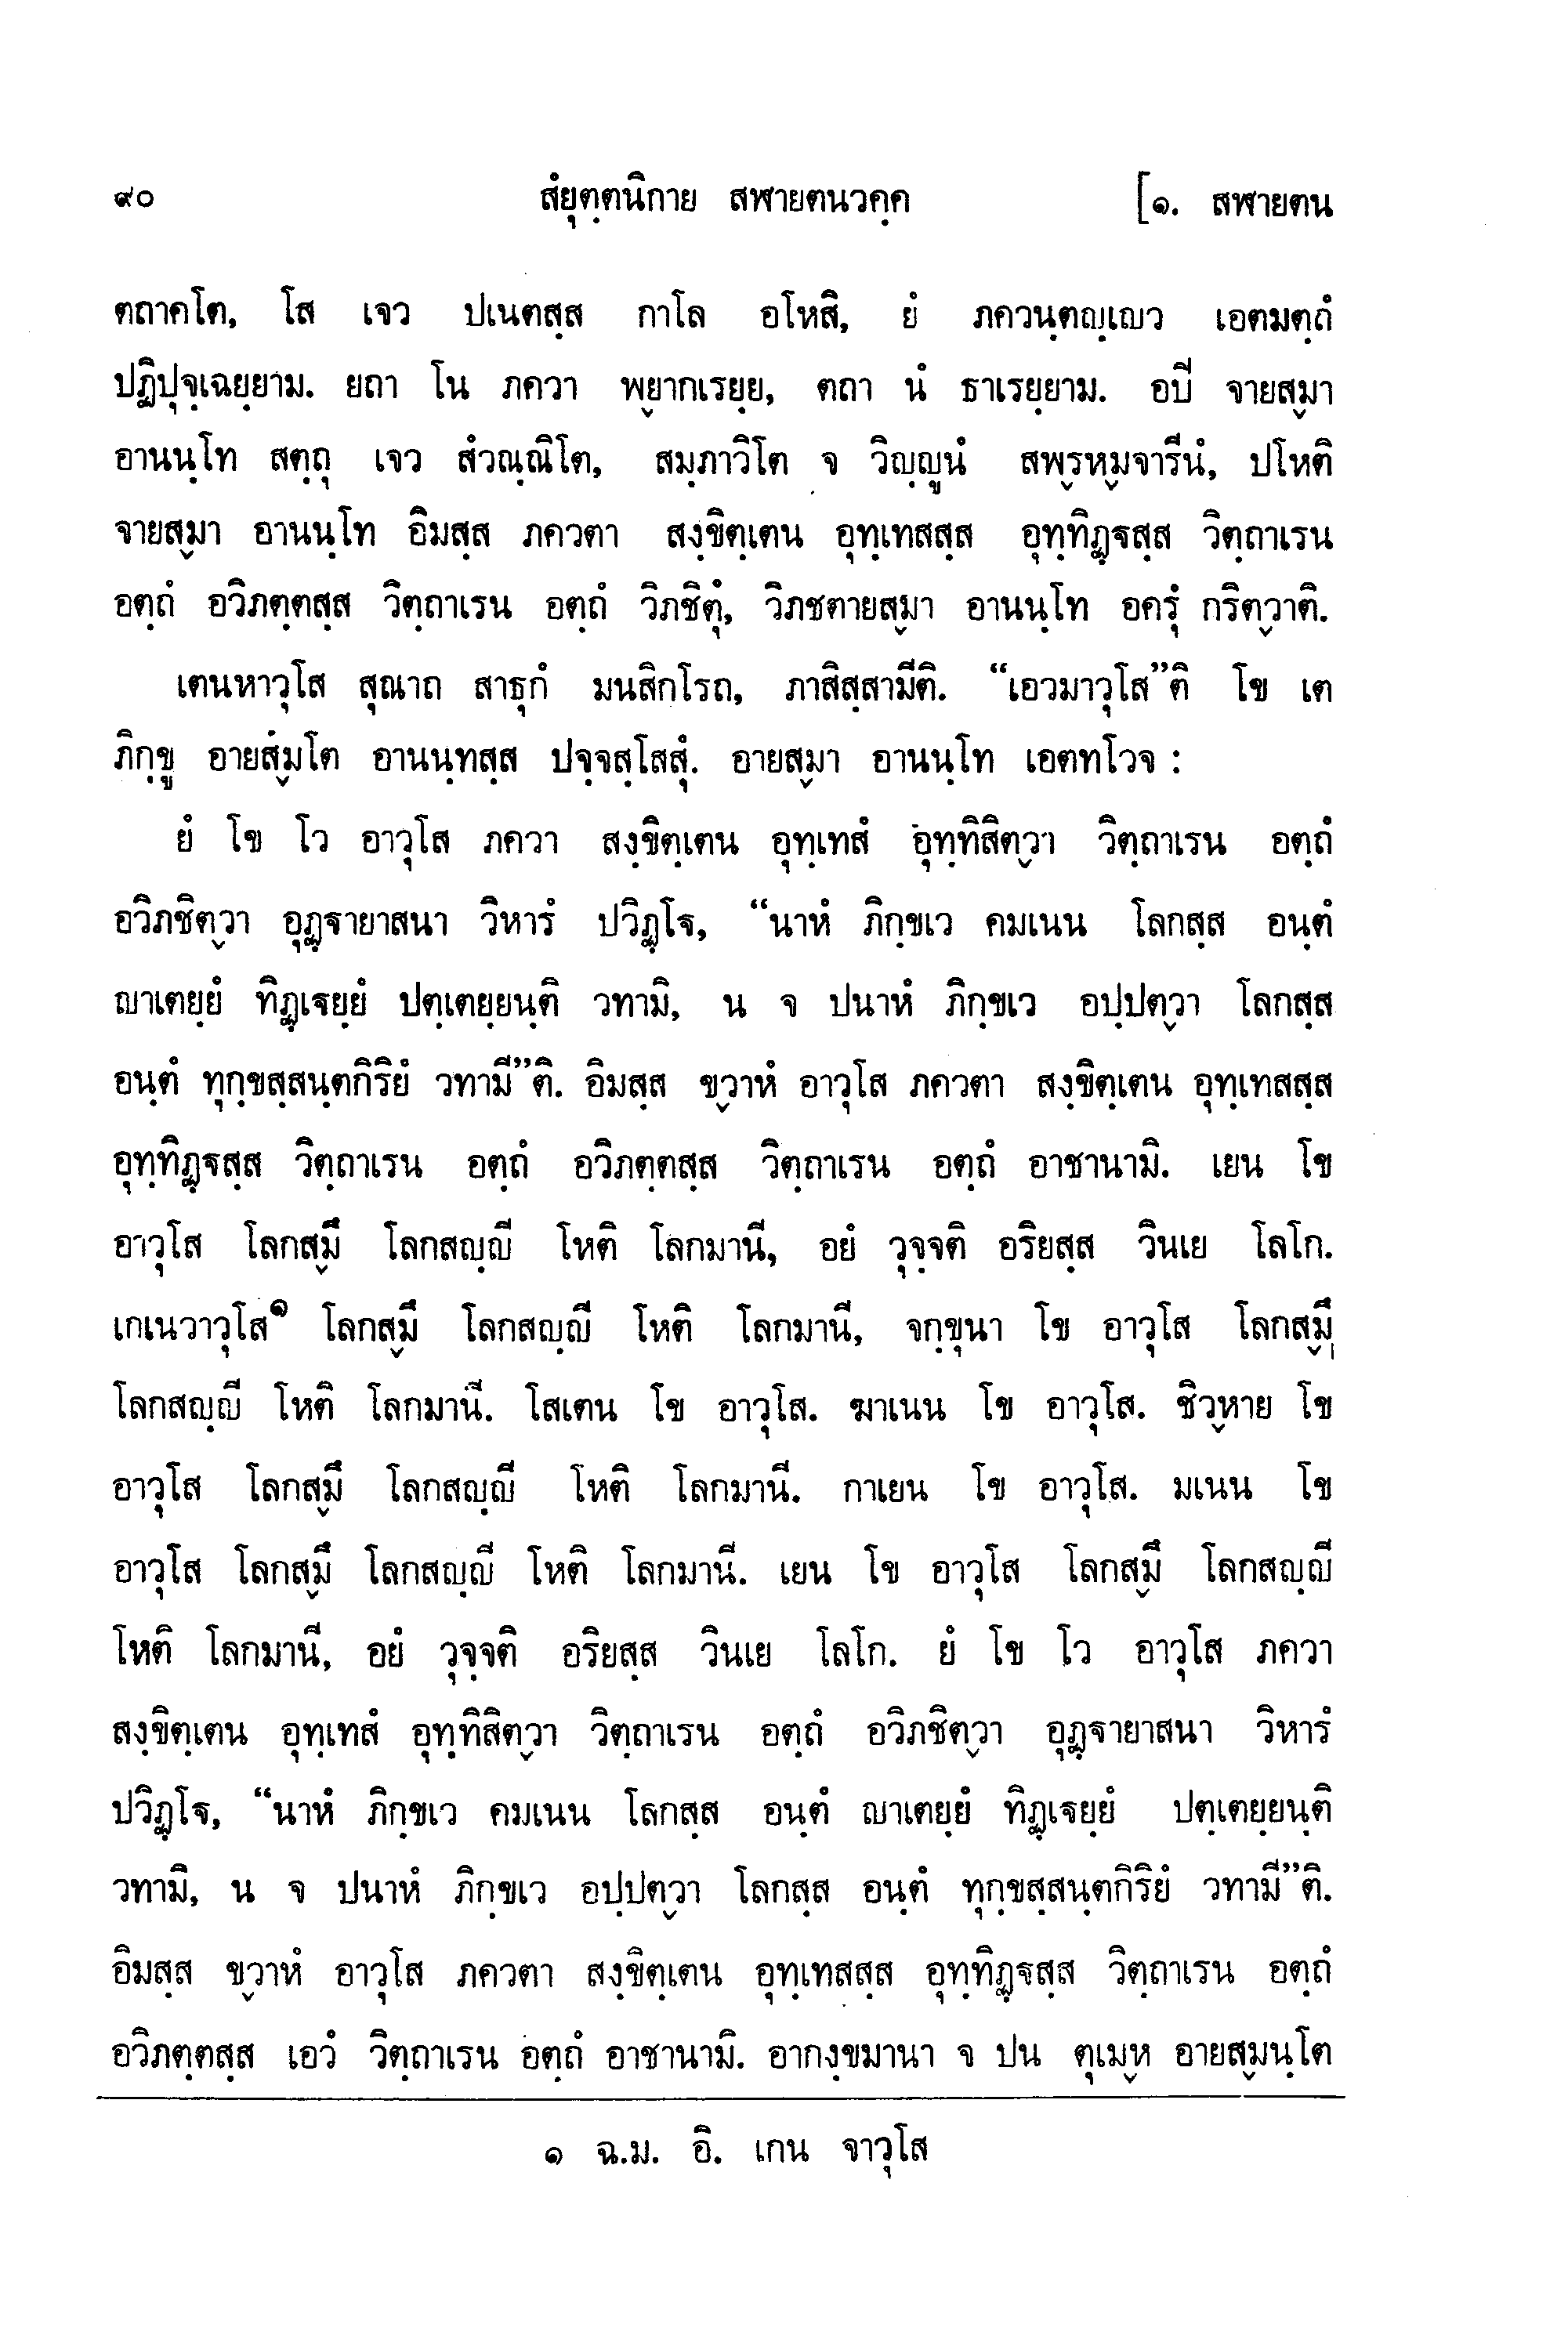 ๙๐ สํยุตฺตนิกาย สฬายตนวคฺค [๑. สฬายตน
ตถาคโต, โส เจว ปเนตสฺส กาโล อโหสิ, ยํ ภควนฺตญฺเญว เอตมตฺถํ
ปฏิปุจฺเฉยฺยาม. ยถา โน ภควา พฺยากเรยฺย, ตถา นํ ธาเรยฺยาม. อปิ จายสฺมา
อานนฺโท สตฺถุ เจว สํวณฺณิโต, สมฺภาวิโต จ วิญฺญูนํ สพฺรหฺมจารีนํ, ปโหติ
จายสฺมา อานนฺโท อิมสฺส ภควตา สงฺขิตฺเตน อุทฺเทสสฺส อุทฺทิฏฺฐสฺส วิตฺถาเรน
อตฺถํ อวิภตฺตสฺส วิตฺถาเรน อตฺถํ วิภชิตุํ, วิภชตายสฺมา อานนฺโท อครุํ กริตฺวาติ.
เตนหาวุโส สุณาถ สาธุกํ มนสิกโรถ, ภาสิสฺสามีติ. “เอวมาวุโส”ติ โข เต
ภิกฺขู อายสฺมโต อานนฺทสฺส ปจฺจสฺโสสุํ. อายสฺมา อานนฺโท เอตทโวจ :
ยํ โข โว อาวุโส ภควา สงฺขิตฺเตน อุทฺเทสํ อุทฺทิสิตฺวา วิตฺถาเรน อตฺถํ
อวิภชิตฺวา อุฏฺฐายาสนา วิหารํ ปวิฏฺโฐ, “นาหํ ภิกฺขเว คมเนน โลกสฺส อนฺตํ
ญาเตยฺยํ ทิฏฺเฐยฺยํ ปตฺเตยฺยนฺติ วทามิ, น จ ปนาหํ ภิกฺขเว อปฺปตฺวา โลกสฺส
อนฺตํ ทุกฺขสฺสนฺตกิริยํ วทามี”ติ. อิมสฺส ขฺวาหํ อาวุโส ภควตา สงฺขิตฺเตน อุทฺเทสสฺส
อุทฺทิฏฺฐสฺส วิตฺถาเรน อตฺถํ อวิภตฺตสฺส วิตฺถาเรน อตฺถํ อาชานามิ. เยน โข
อาวุโส โลกสฺมึ โลกสญฺญี โหติ โลกมานี, อยํ วุจฺจติ อริยสฺส วินเย โลโก.
เกเนวาวุโส๑ โลกสฺมึ โลกสญฺญี โหติ โลกมานี, จกฺขุนา โข อาวุโส โลกสฺมึ
โลกสญฺญี โหติ โลกมานี. โสเตน โข อาวุโส. ฆาเนน โข อาวุโส. ชิวฺหาย โข
อาวุโส โลกสฺมึ โลกสญฺญี โหติ โลกมานี. กาเยน โข อาวุโส. มเนน โข
อาวุโส โลกสฺมึ โลกสญฺญี โหติ โลกมานี. เยน โข อาวุโส โลกสฺมึ โลกสญฺญี
โหติ โลกมานี, อยํ วุจฺจติ อริยสฺส วินเย โลโก. ยํ โข โว อาวุโส ภควา
สงฺขิตฺเตน อุทฺเทสํ อุทฺทิสิตฺวา วิตฺถาเรน อตฺถํ อวิภชิตฺวา อุฏฺฐายาสนา วิหารํ
ปวิฏฺโฐ, “นาหํ ภิกฺขเว คมเนน โลกสฺส อนฺตํ ญาเตยฺยํ ทิฏฺเฐยฺยํ ปตฺเตยฺยนฺติ
วทามิ, น จ ปนาหํ ภิกฺขเว อปฺปตฺวา โลกสฺส อนฺตํ ทุกฺขสฺสนฺตกิริยํ วทามี”ติ.
อิมสฺส ขฺวาหํ อาวุโส ภควตา สงฺขิตฺเตน อุทฺเทสสฺส อุทฺทิฏฺฐสฺส วิตฺถาเรน อตฺถํ
อวิภตฺตสฺส เอวํ วิตฺถาเรน อตฺถํ อาชานามิ. อากงฺขมานา จ ปน ตุเมฺห อายสฺมนฺโต
๑ ฉ.ม. อิ. เกน จาวุโส